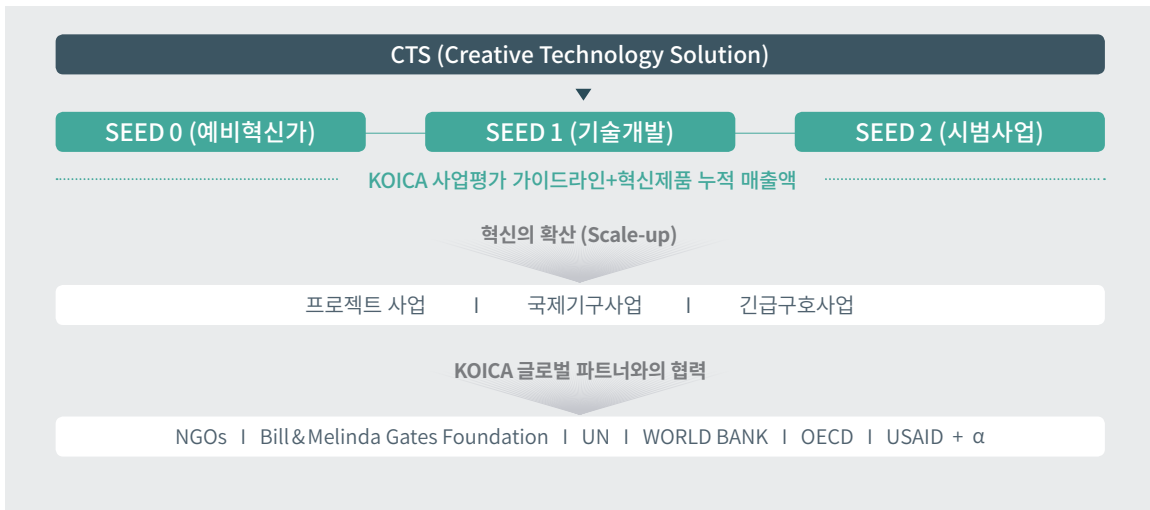 CTS (Creative Technology Solution)
SEED 0 (예비혁신가) SEED 1 (기술개발) SEED 2 (시범사업)
KOICA 사업평가 가이드라인+혁신제품 누적 매출액
혁신의 확산 (Scale-up)
프로젝트 사업 I 국제기구사업 I 긴급구호사업
KOICA 글로벌 파트너와의 협력
NGOs I Bill&Melinda Gates Foundation I UN I WORLD BANK I OECD I USAID + α